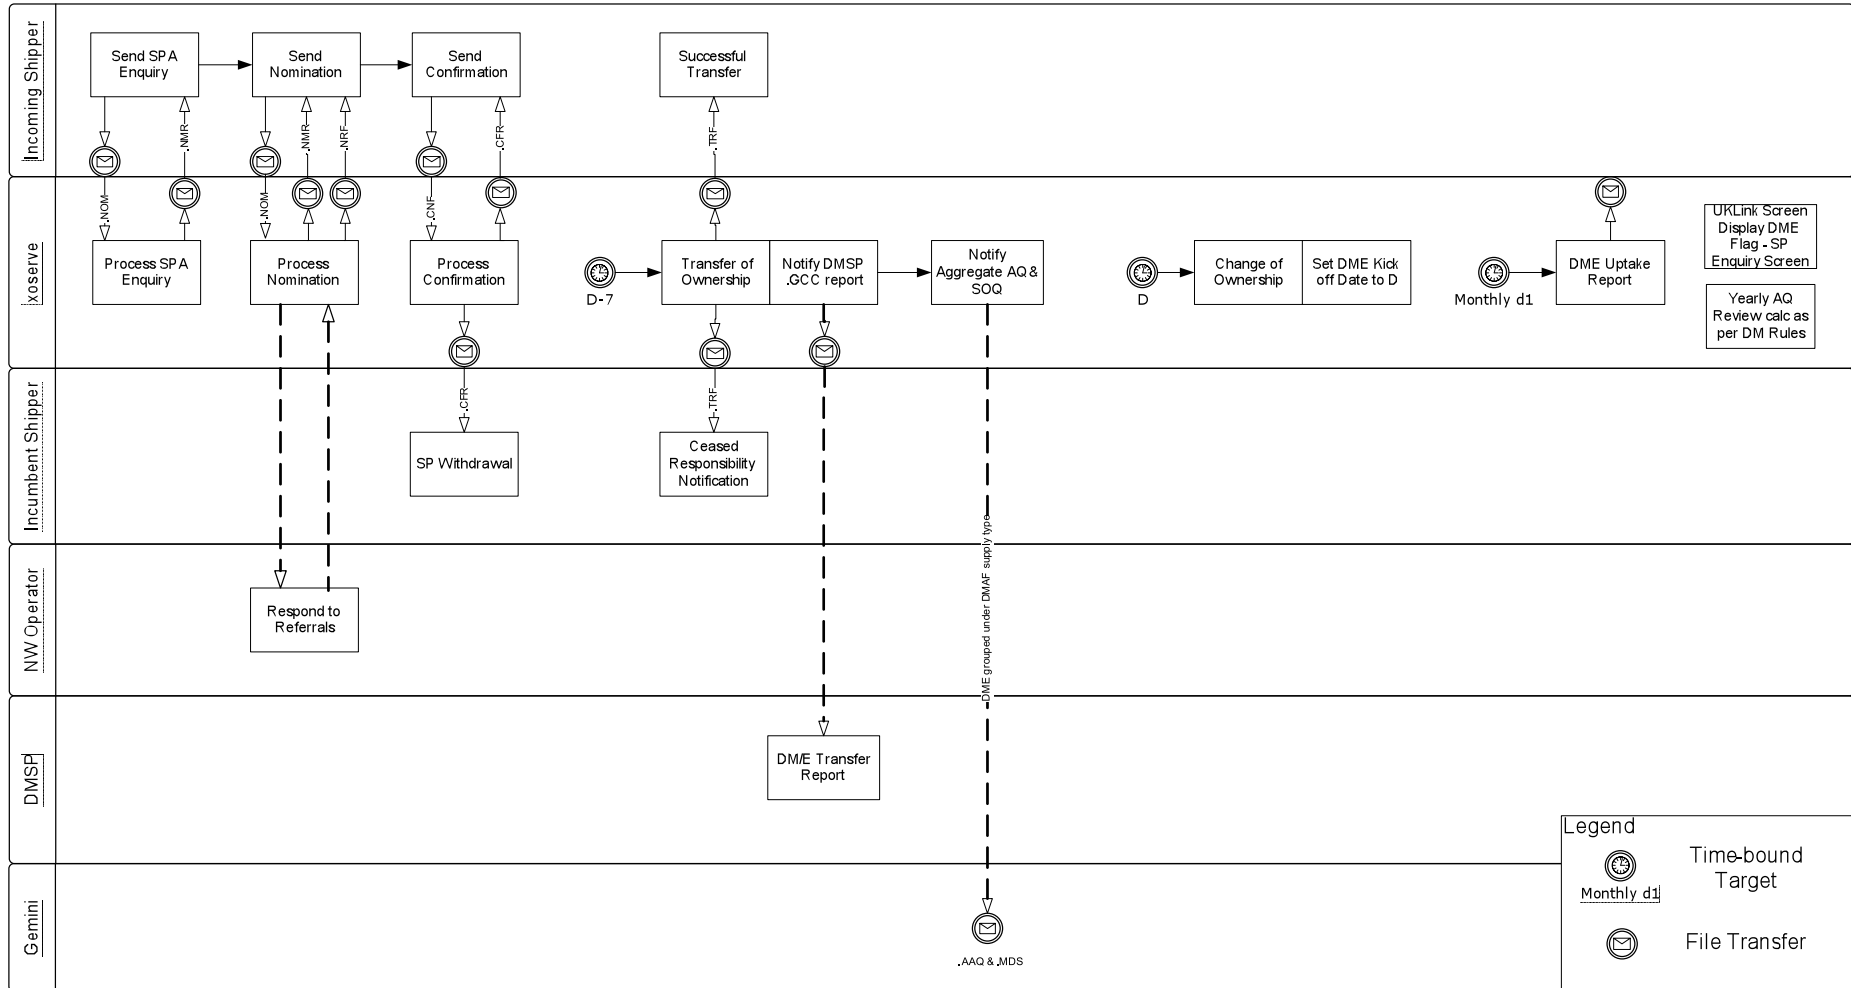 Incoming Shipper
Send SPA
Enquiry
Send
Nomination
Send
Confirmation
Successful
Transfer
.NMR
.NMR
.NRF
.CFR
.TRF
xoserve
.NOM
.NOM
.CNF
Process SPA
Enquiry
Process
Nomination
Process
Confirmation
D-7
Transfer of
Ownership
Notify DMSP
.GCC report
Notify
Aggregate AQ &
SOQ
D
Change of
Ownership
Set DME Kick
off Date to D
Monthly d1
DME Uptake
Report
UKLink Screen
Display DME
Flag - SP
Enquiry Screen
Yearly AQ
Review calc as
per DM Rules
Incumbent Shipper
.CFR
.TRF
SP Withdrawal
Ceased
Responsibility
Notification
DME grouped under DMAF supply type
NW Operator
Respond to
Referrals
DMSP
DM/E Transfer
Report
Gemini
.AAQ & .MDS
Legend
Monthly d1
Time-bound
Target
File Transfer